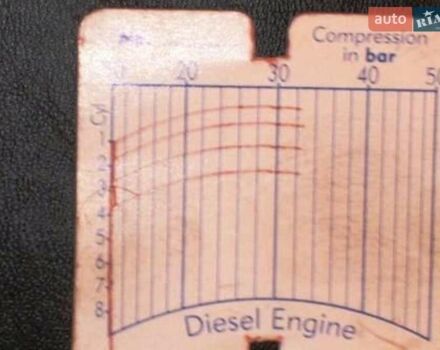 auto RIA
Compression
in bar
20 30 40 50
Cyl
1
2
3
4
5
6
7
8
Diesel Engine